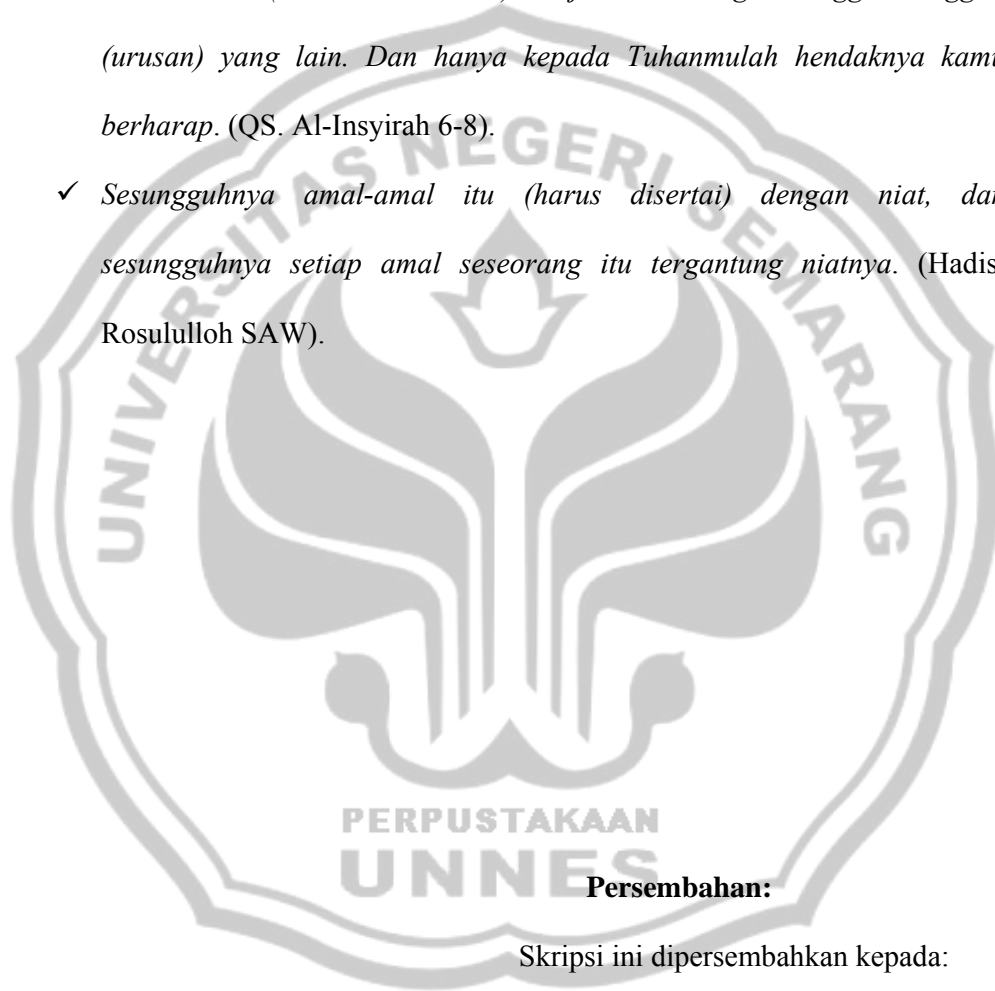 (urusan) yang lain. Dan hanya kepada Tuhanmulah hendaknya kamu
berharap. (QS. Al-Insyirah 6-8).
✓ Sesungguhnya amal-amal itu (harus disertai) dengan niat, dan
sesungguhnya setiap amal seseorang itu tergantung niatnya. (Hadis
Rosululloh SAW).
UNIVERSITAS NEGERI SEMARANG
PERPUSTAKAAN
UNNES
Persembahan:
Skripsi ini dipersembahkan kepada: